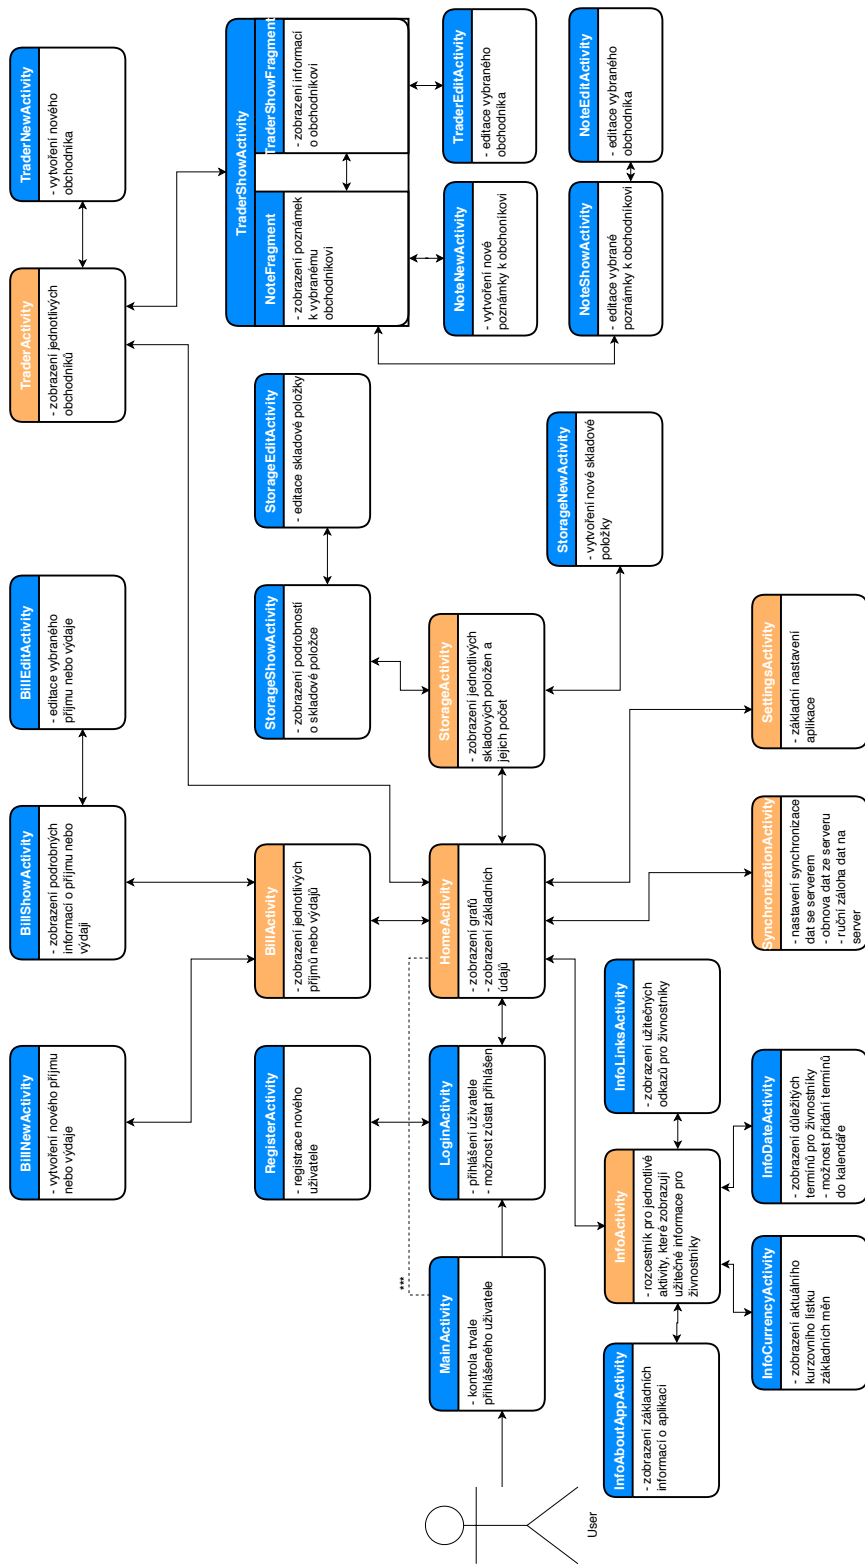 BillNewActivity
- vytvoření nového příjmu
nebo výdaje
BillShowActivity
- zobrazení podrobných
informací o příjmu nebo
výdaji
BillEditActivity
- editace vybraného
příjmu nebo výdaje
TraderActivity
- zobrazení jednotlivých
obchodníků
TraderNewActivity
- vytvoření nového
obchodníka
RegisterActivity
- registrace nového
uživatele
BillActivity
- zobrazení jednotlivých
příjmů nebo výdajů
StorageShowActivity
- zobrazení podrobností
o skladové položce
StorageEditActivity
- editace skladové položky
TraderShowActivity
NoteFragment
- zobrazení poznámek
k vybranému
obchodníkovi
TraderShowFragment
- zobrazení informací
o obchodníkovi
***
User
MainActivity
- kontrola trvale
přihlášeného uživatele
LoginActivity
- přihlášení uživatele
- možnost zůstat přihlášen
HomeActivity
- zobrazení grafů
- zobrazení základních
údajů
StorageActivity
- zobrazení jednotlivých
skladových položen a
jejich počet
NoteNewActivity
- vytvoření nové
poznámky k obchoníkovi
TraderEditActivity
- editace vybraného
obchodníka
StorageNewActivity
- vytvoření nové skladové
položky
NoteShowActivity
- editace vybrané
poznámky k obchodníkovi
NoteEditActivity
- editace vybraného
obchodníka
InfoAboutAppActivity
- zobrazení základních
informací o aplikaci
InfoActivity
- rozcestník pro jednotlivé
aktivity, které zobrazují
užitečné informace pro
živnostníky
InfoLinksActivity
- zobrazení užitečných
odkazů pro živnostníky
InfoCurrencyActivity
- zobrazení aktuálního
kurzovního lístku
základních měn
InfoDateActivity
- zobrazení důležitých
termínů pro živnostníky
- možnost přidání termínů
do kalendáře
SynchronizationActivity
- nastavení synchronizace
dat se serverem
- obnova dat ze serveru
- ruční záloha dat na
server
SettingsActivity
- základní nastavení
aplikace